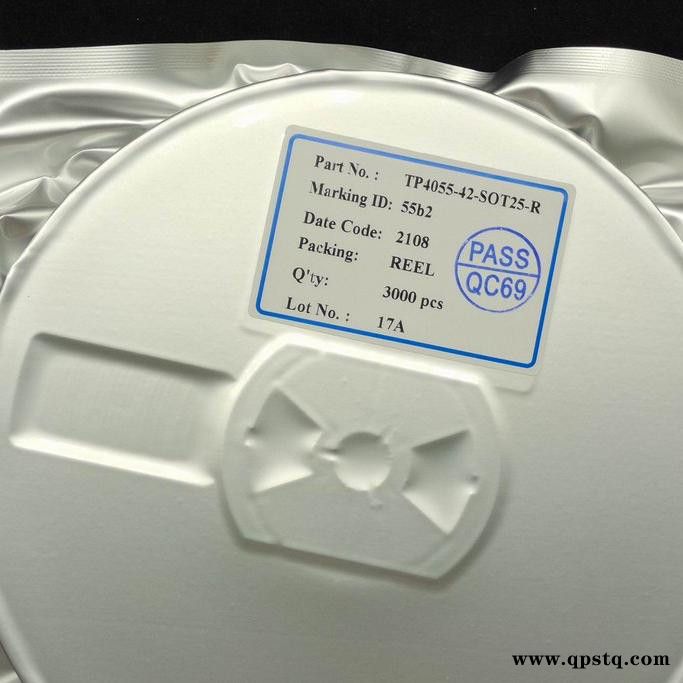 Part No. : TP4055-42-SOT25-R
Marking ID: 55b2
Date Code: 2108
Packing: REEL
Q'ty: 3000 pcs
Lot No. : 17A
PASS
QC69
www.qpstq.com